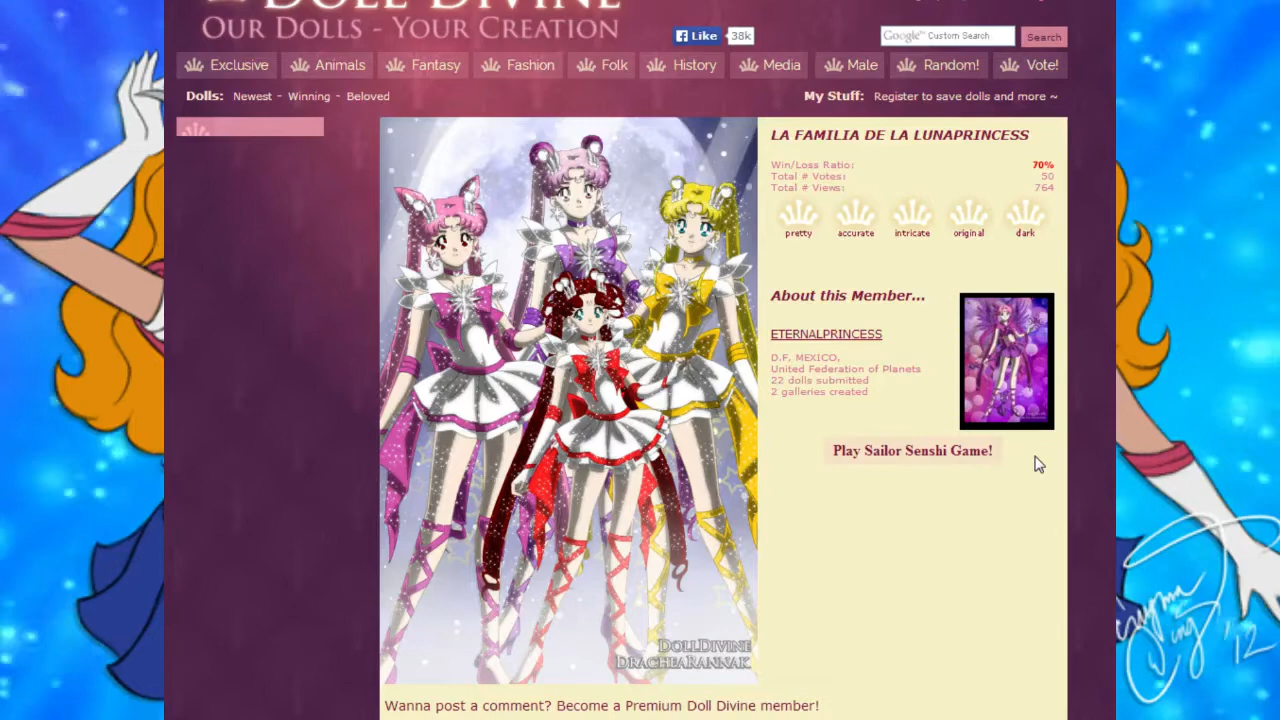 DOLL DIVINE
OUR DOLLS - YOUR CREATION
Like 38k
Google™ Custom Search
Search
Exclusive Animals Fantasy Fashion Folk History Media Male Random! Vote!
Dolls: Newest - Winning - Beloved
My Stuff: Register to save dolls and more ~
LA FAMILIA DE LA LUNAPRINCESS
Win/Loss Ratio: 70%
Total # Votes: 50
Total # Views: 764
pretty accurate intricate original dark
About this Member...
ETERNALPRINCESS
D.F. MEXICO,
United Federation of Planets
22 dolls submitted
2 galleries created
Play Sailor Senshi Game!
DOLLDIVINE
DRACHEARANNAK
Wanna post a comment? Become a Premium Doll Divine member!
'12